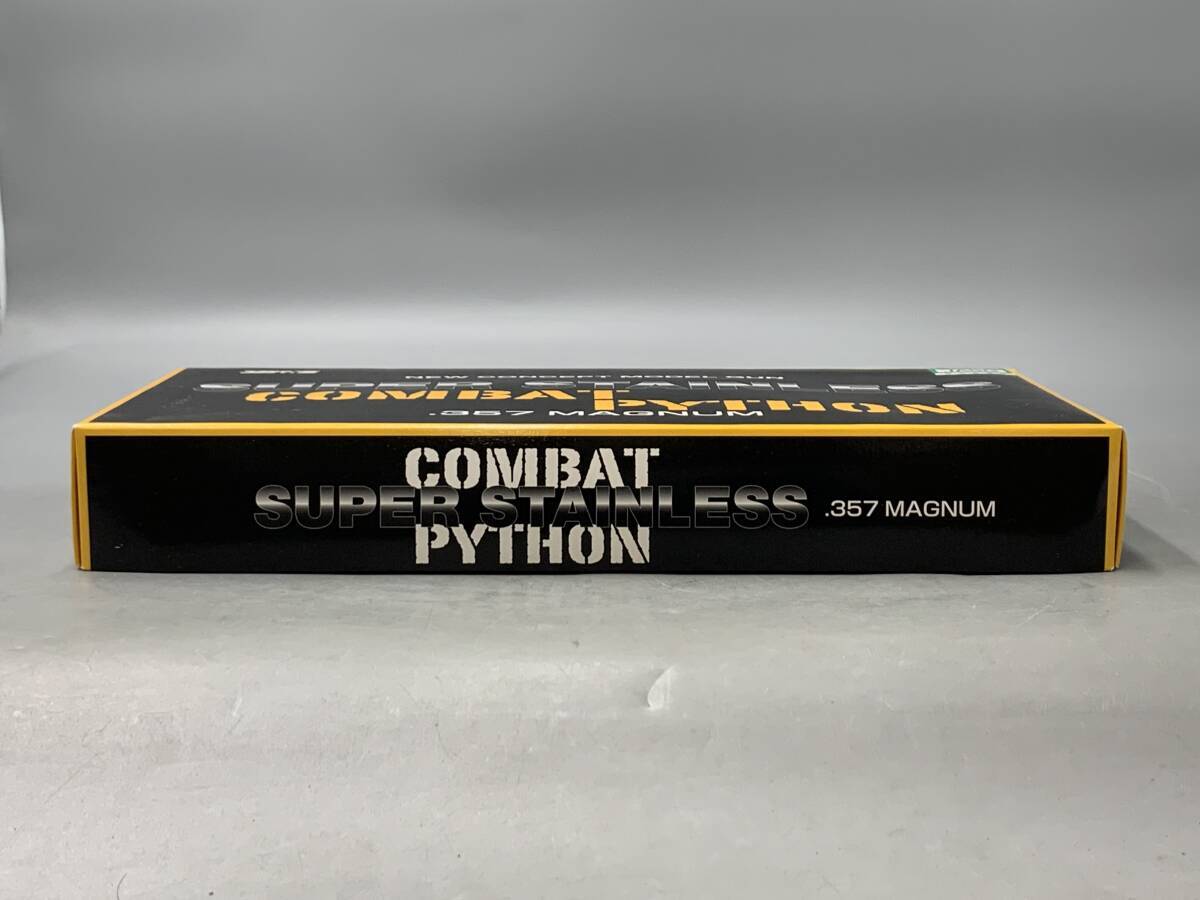 NEW CONCEPT MODEL GUN
SUPER STAINLESS
COMBAT PYTHON
.357 MAGNUM
COMBAT
SUPER STAINLESS .357 MAGNUM
PYTHON